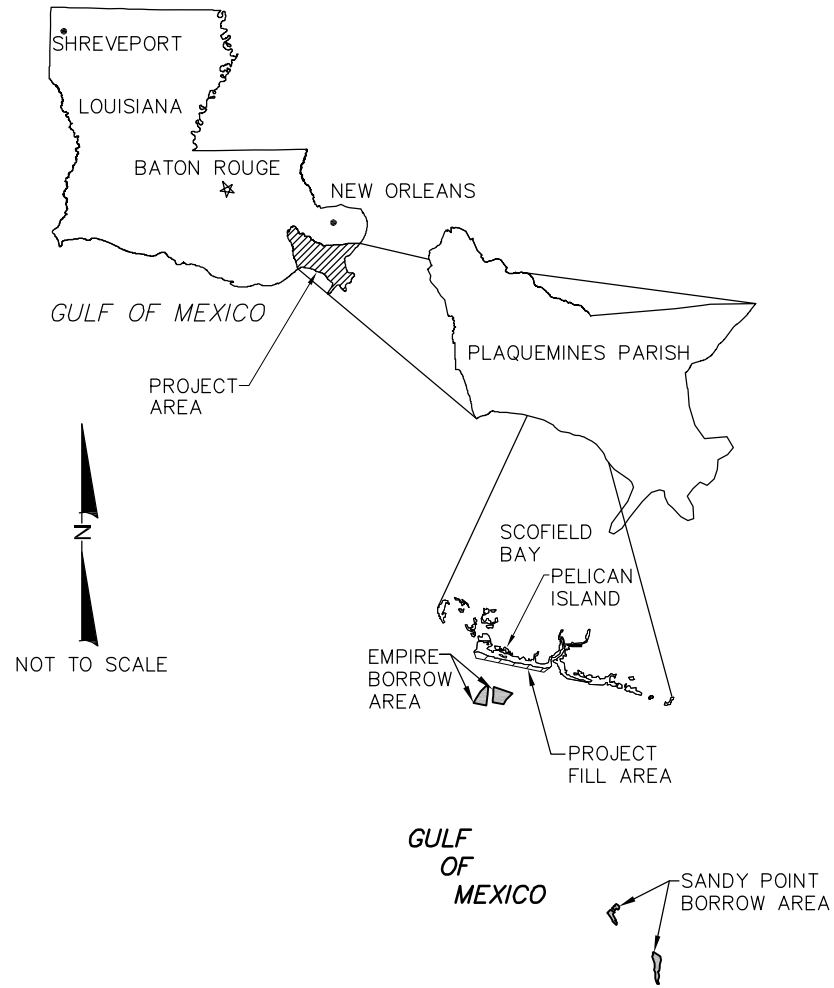 SHREVEPORT
LOUISIANA
BATON ROUGE
NEW ORLEANS
GULF OF MEXICO
PROJECT
AREA
PLAQUEMINES PARISH
N
NOT TO SCALE
SCOFIELD
BAY
PELICAN
ISLAND
EMPIRE
BORROW
AREA
PROJECT
FILL AREA
GULF
OF
MEXICO
SANDY POINT
BORROW AREA